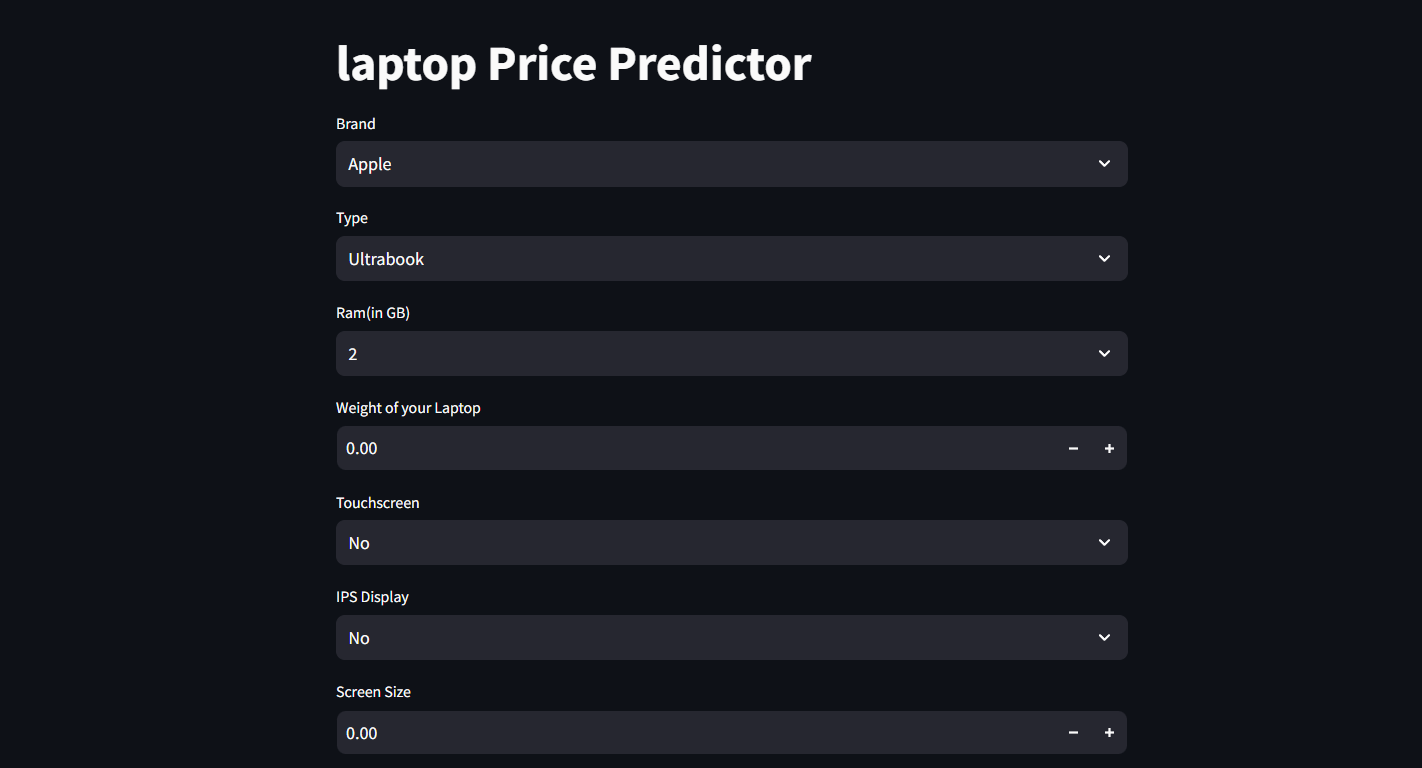 laptop Price Predictor
Brand
Apple
Type
Ultrabook
Ram(in GB)
2
Weight of your Laptop
0.00
Touchscreen
No
IPS Display
No
Screen Size
0.00